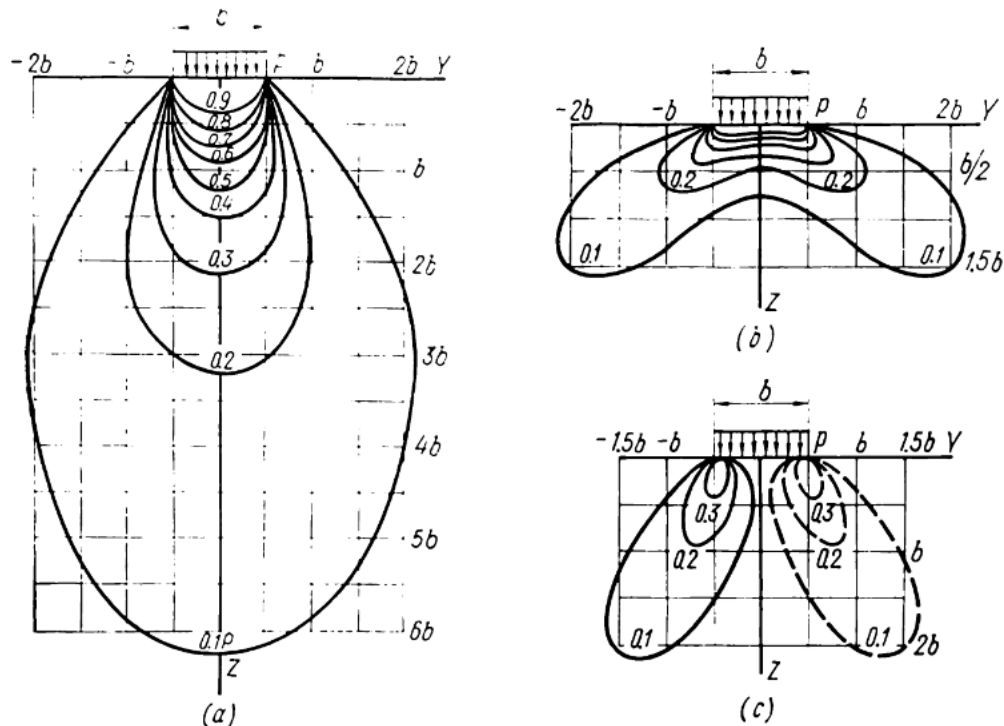 -2b -b b 2b Y
0.9
0.8
0.7
0.6
0.5
0.4
0.3
0.2
0.1P
b
2b
3b
4b
5b
6b
Z
(a)
b
-2b -b P b 2b Y
0.2 0.2
b/2
0.1 0.1
1.5b
Z
(b)
b
-1.5b -b P b 1.5b Y
0.3 0.3
0.2 0.2
b
0.1 0.1
2b
Z
(c)